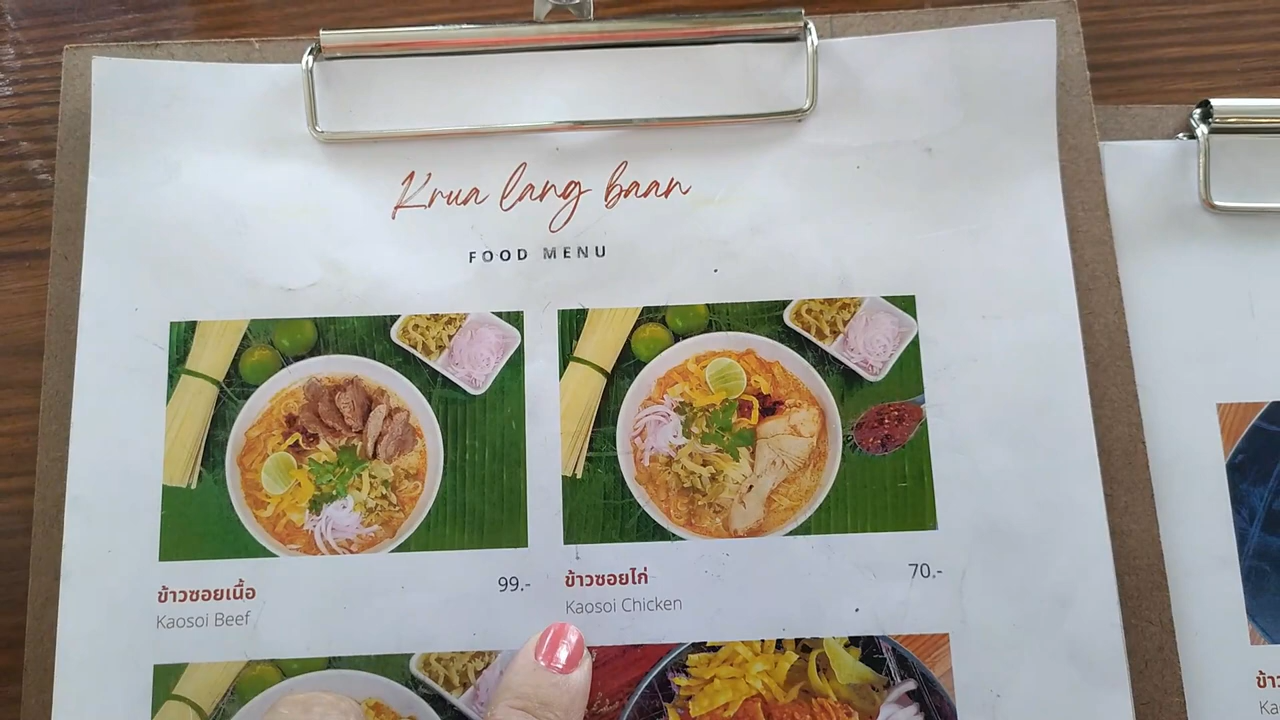 Krua lang baan
FOOD MENU
ข้าวซอยเนื้อ
99.-
Kaosoi Beef
ข้าวซอยไก่
70.-
Kaosoi Chicken